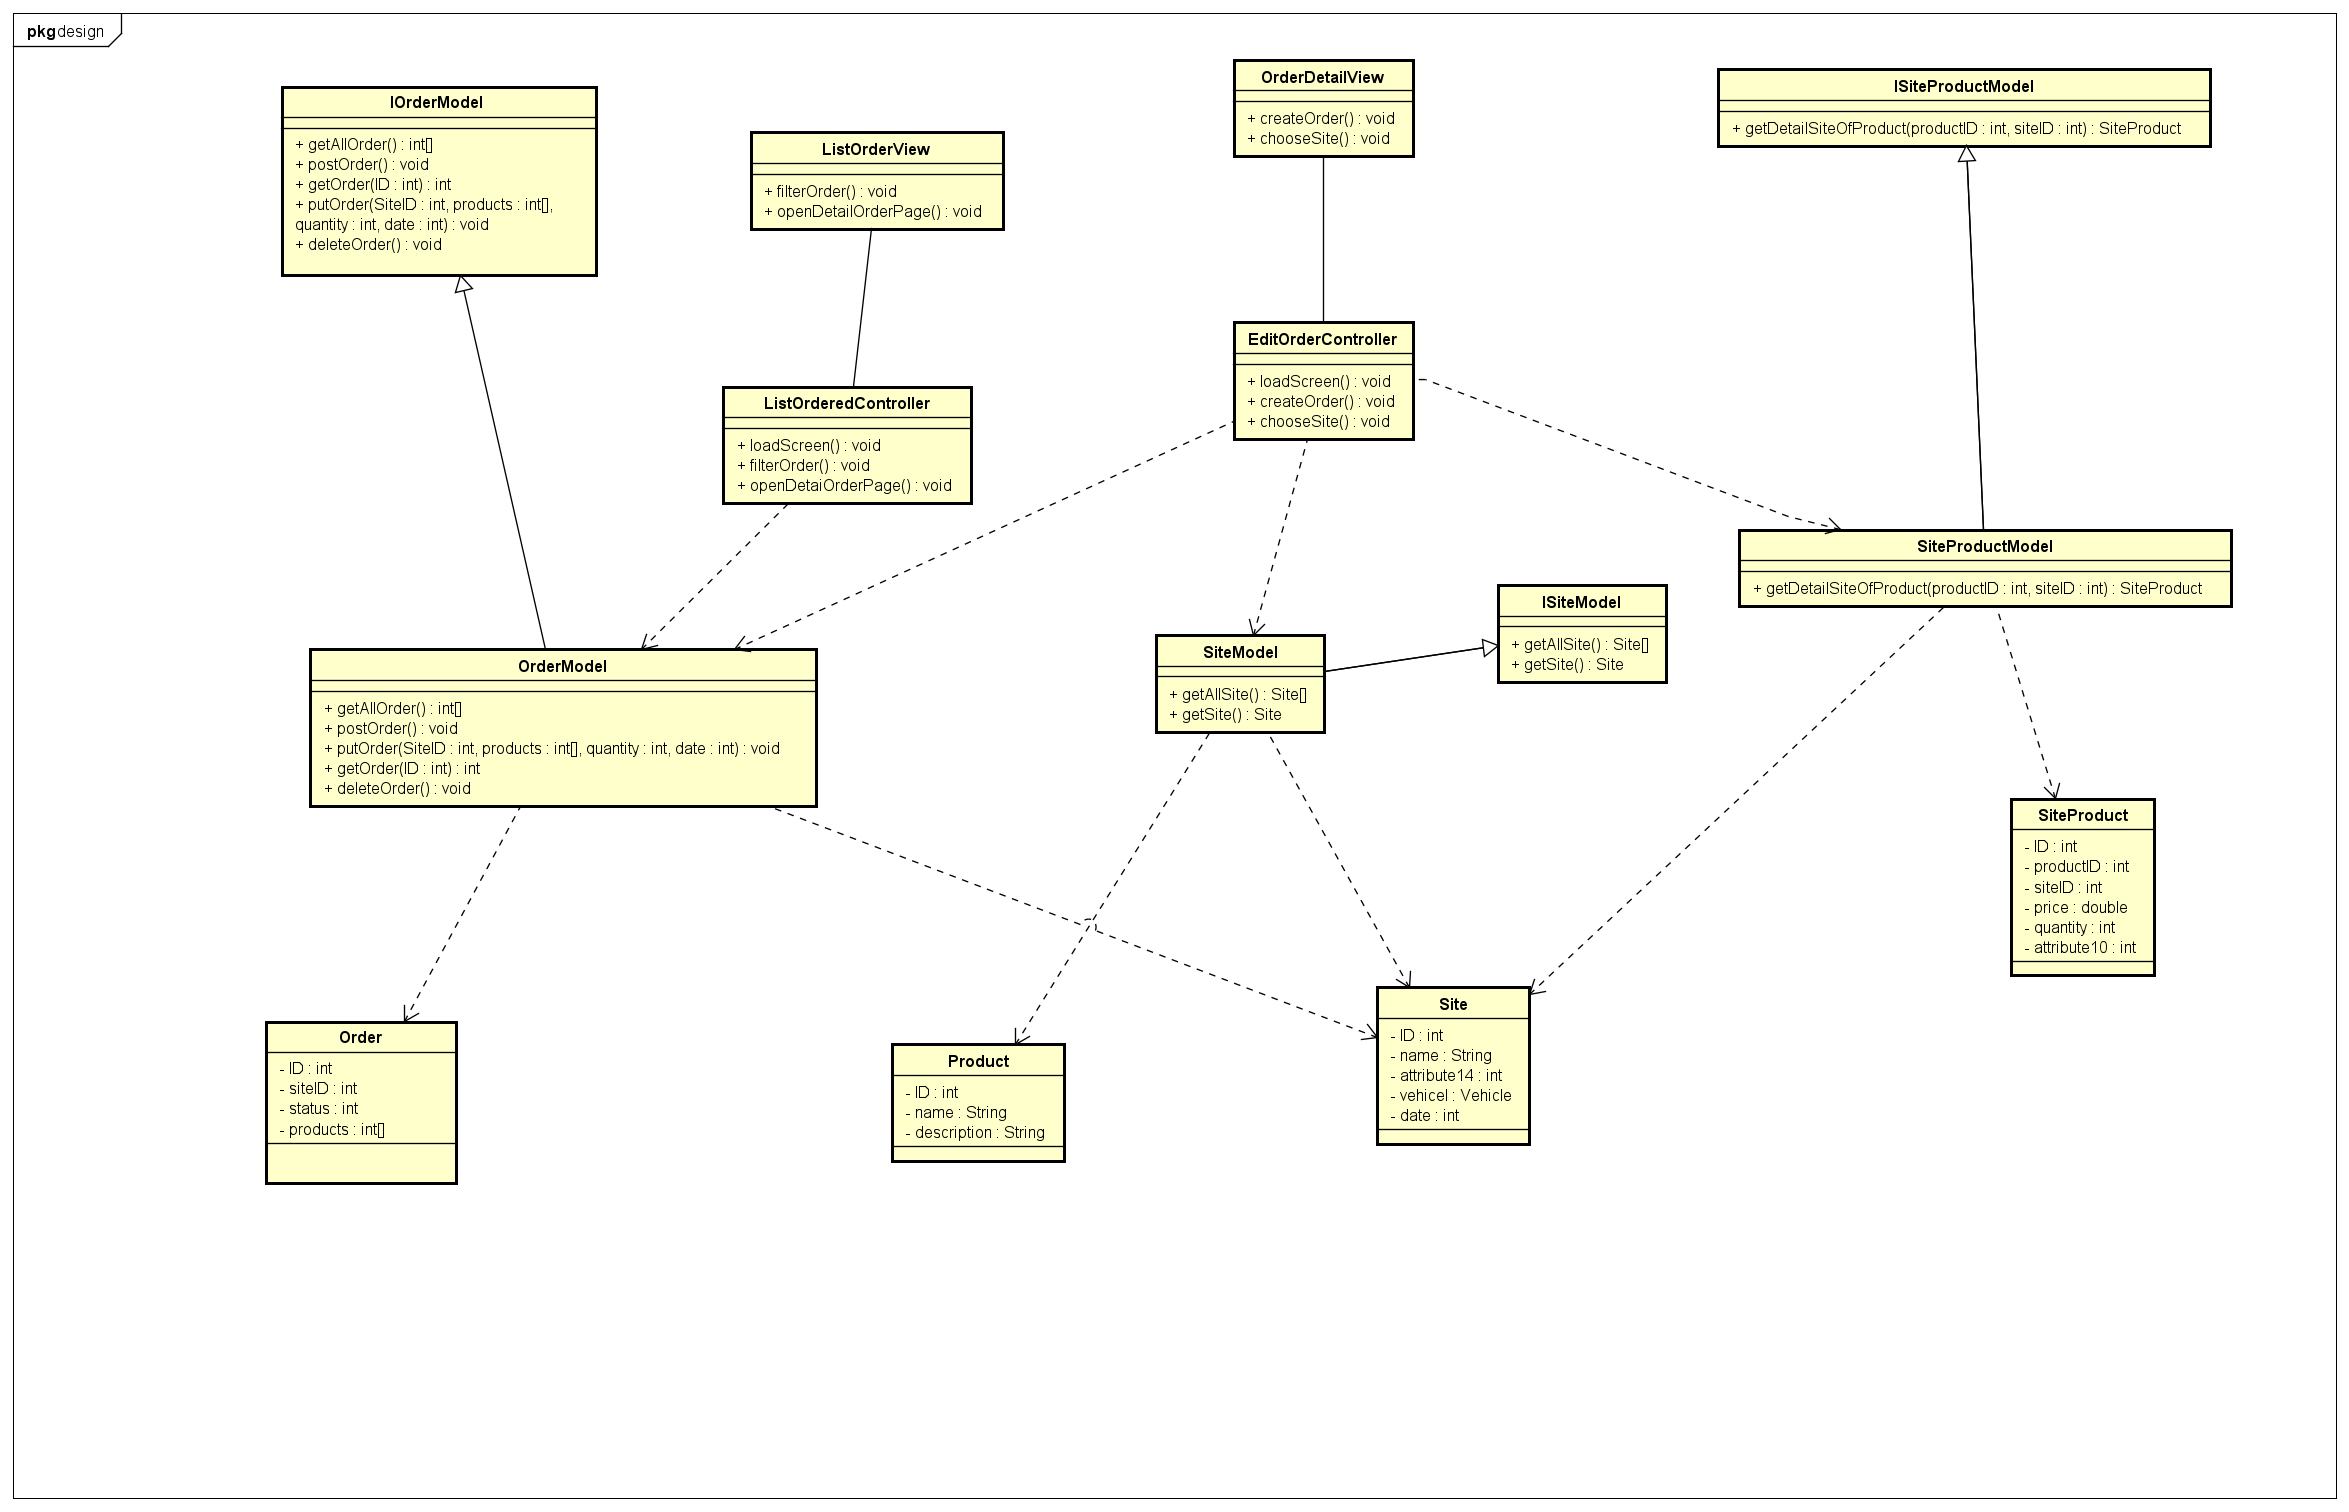 pkg design
IOrderModel
+ getAllOrder() : int[]
+ postOrder() : void
+ getOrder(ID : int) : int
+ putOrder(SiteID : int, products : int[],
quantity : int, date : int) : void
+ deleteOrder() : void
ListOrderView
+ filterOrder() : void
+ openDetailOrderPage() : void
OrderDetailView
+ createOrder() : void
+ chooseSite() : void
ISiteProductModel
+ getDetailSiteOfProduct(productID : int, siteID : int) : SiteProduct
ListOrderedController
+ loadScreen() : void
+ filterOrder() : void
+ openDetaiOrderPage() : void
EditOrderController
+ loadScreen() : void
+ createOrder() : void
+ chooseSite() : void
SiteProductModel
+ getDetailSiteOfProduct(productID : int, siteID : int) : SiteProduct
ISiteModel
+ getAllSite() : Site[]
+ getSite() : Site
SiteModel
+ getAllSite() : Site[]
+ getSite() : Site
OrderModel
+ getAllOrder() : int[]
+ postOrder() : void
+ putOrder(SiteID : int, products : int[], quantity : int, date : int) : void
+ getOrder(ID : int) : int
+ deleteOrder() : void
SiteProduct
- ID : int
- productID : int
- siteID : int
- price : double
- quantity : int
- attribute10 : int
Order
- ID : int
- siteID : int
- status : int
- products : int[]
Product
- ID : int
- name : String
- description : String
Site
- ID : int
- name : String
- attribute14 : int
- vehicel : Vehicle
- date : int